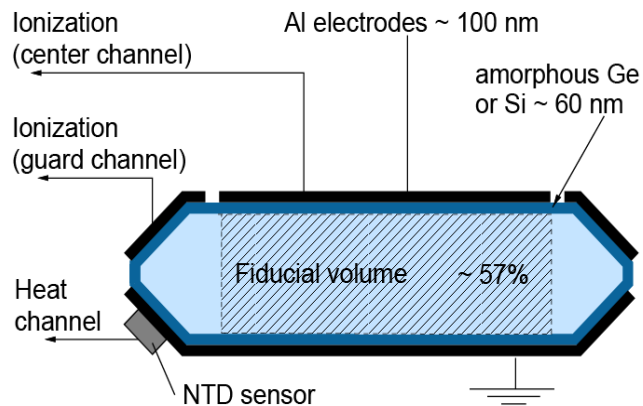 Ionization
(center channel)
Al electrodes ~ 100 nm
amorphous Ge
or Si ~ 60 nm
Ionization
(guard channel)
Fiducial volume ~ 57%
Heat
channel
NTD sensor